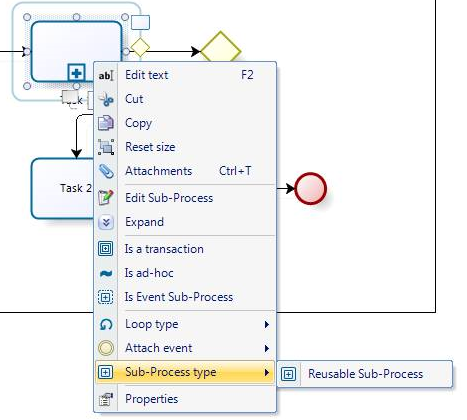 Edit text F2
Cut
Copy
Reset size
Attachments Ctrl+T
Edit Sub-Process
Expand
Is a transaction
Is ad-hoc
Is Event Sub-Process
Loop type
Attach event
Sub-Process type
Reusable Sub-Process
Properties
Task 2